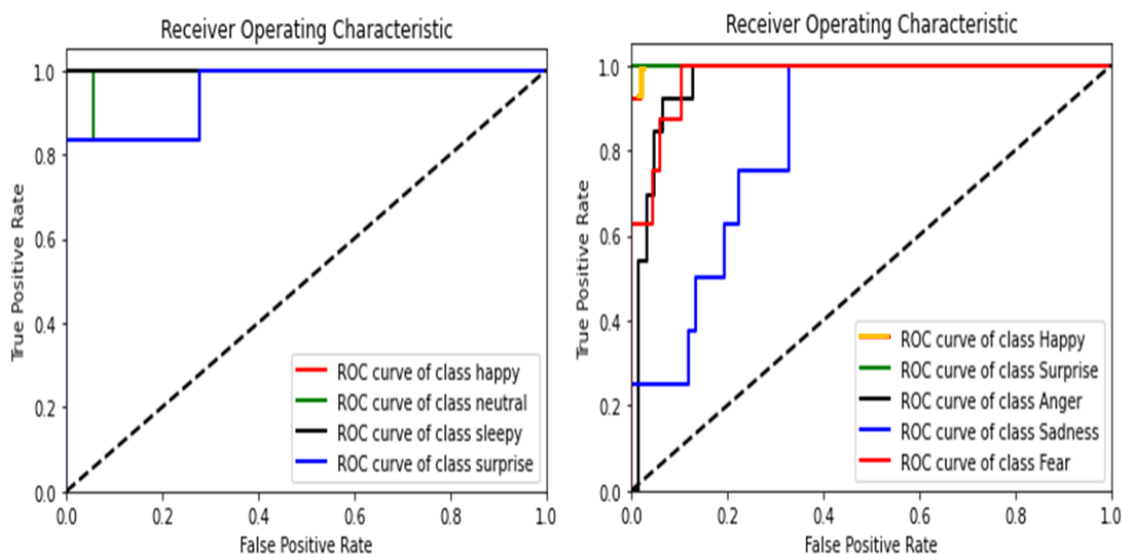 Receiver Operating Characteristic
1.0
0.8
0.6
0.4
0.2
0.0
True Positive Rate
ROC curve of class happy
ROC curve of class neutral
ROC curve of class sleepy
ROC curve of class surprise
0.0 0.2 0.4 0.6 0.8 1.0
False Positive Rate
Receiver Operating Characteristic
1.0
0.8
0.6
0.4
0.2
0.0
True Positive Rate
ROC curve of class Happy
ROC curve of class Surprise
ROC curve of class Anger
ROC curve of class Sadness
ROC curve of class Fear
0.0 0.2 0.4 0.6 0.8 1.0
False Positive Rate